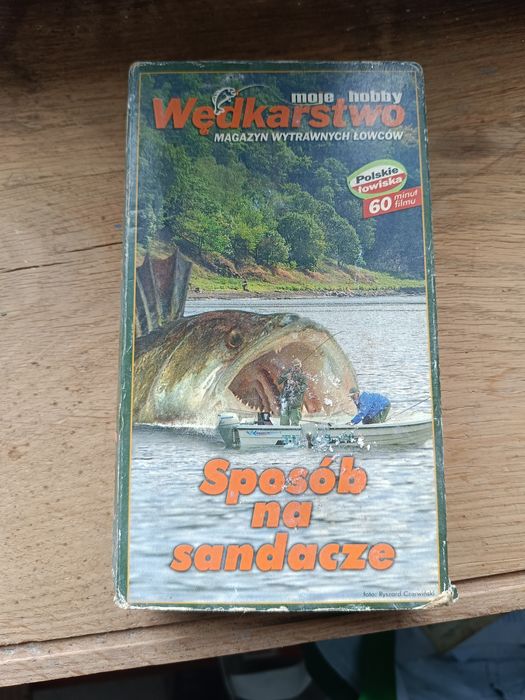 moje hobby
Wędkarstwo
MAGAZYN WYTRAWNYCH ŁOWCÓW
Polskie
łowiska
60 minut
filmu
Sposób
na
sandacze
foto: Ryszard Czerwiński